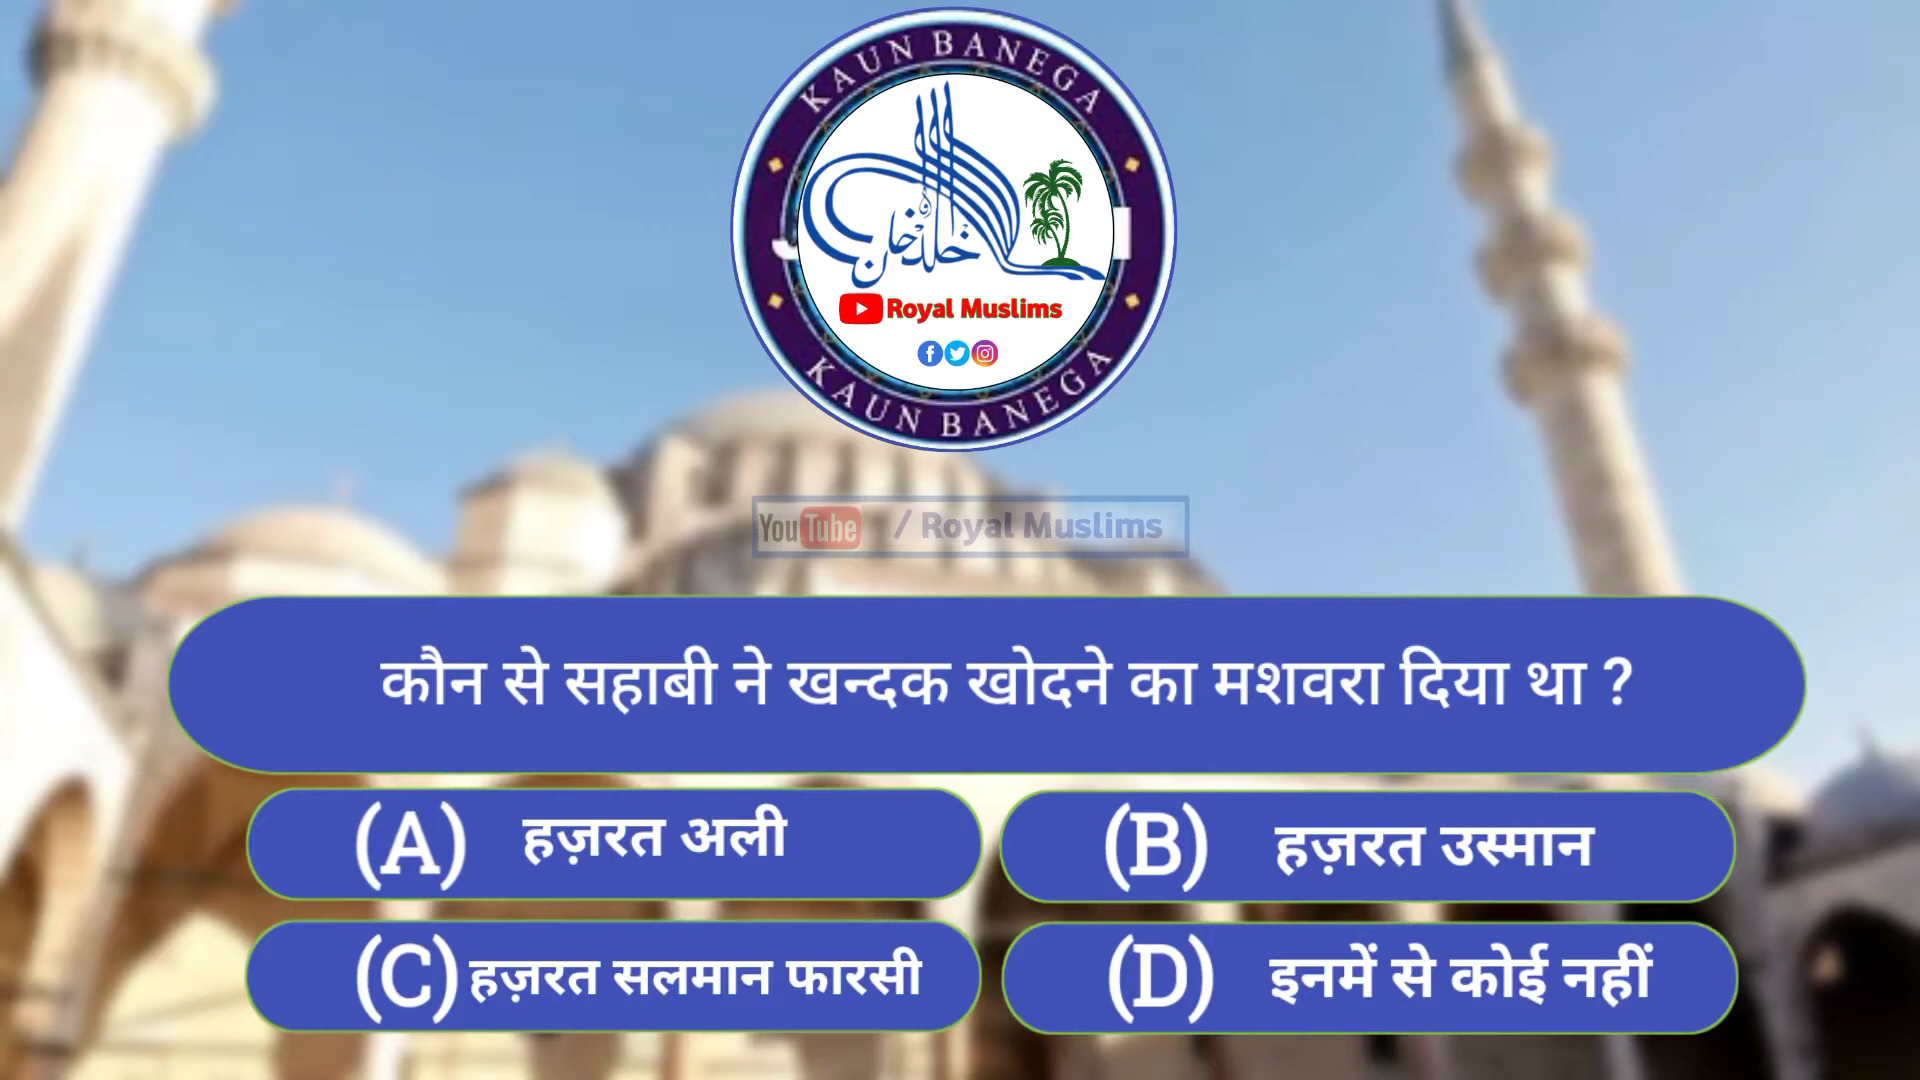 KAUN BANEGA
Royal Muslims
KAUN BANEGA
YouTube / Royal Muslims
कौन से सहाबी ने खन्दक खोदने का मशवरा दिया था ?
(A) हज़रत अली
(B) हज़रत उस्मान
(C) हज़रत सलमान फारसी
(D) इनमें से कोई नहीं